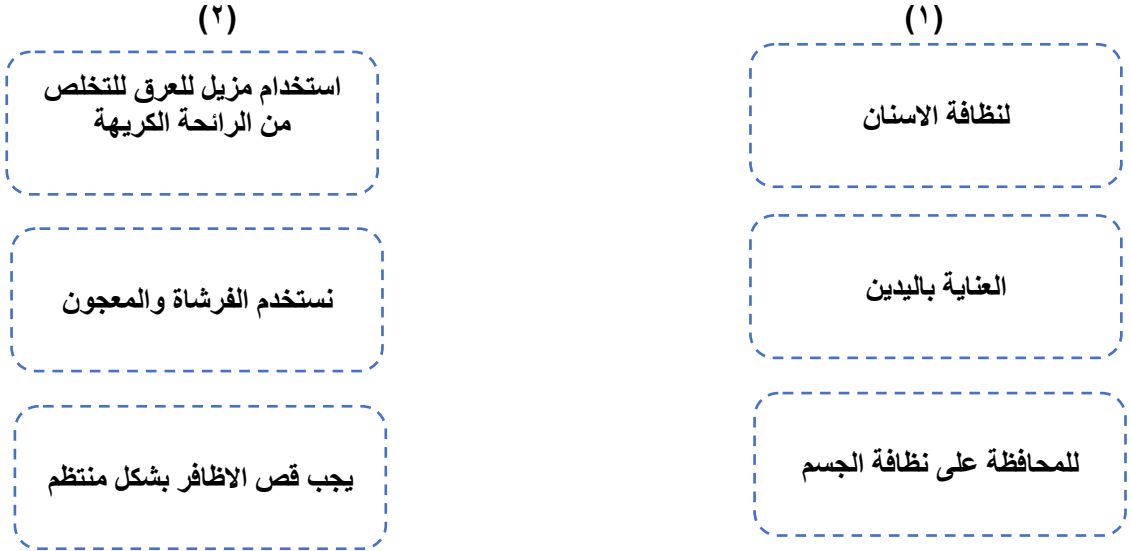 (١)
لنظافة الاسنان
العناية باليدين
للمحافظة على نظافة الجسم
(٢)
استخدام مزيل للعرق للتخلص
من الرائحة الكريهة
نستخدم الفرشاة والمعجون
يجب قص الاظافر بشكل منتظم